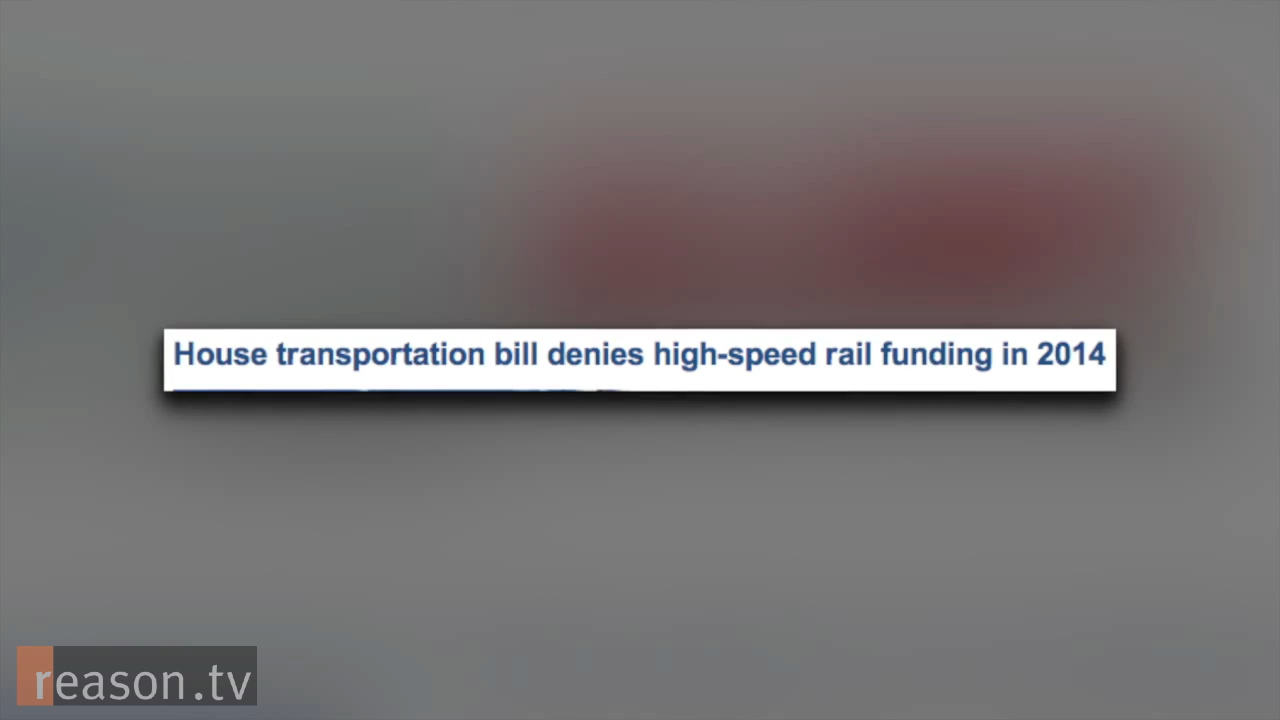 House transportation bill denies high-speed rail funding in 2014
reason.tv